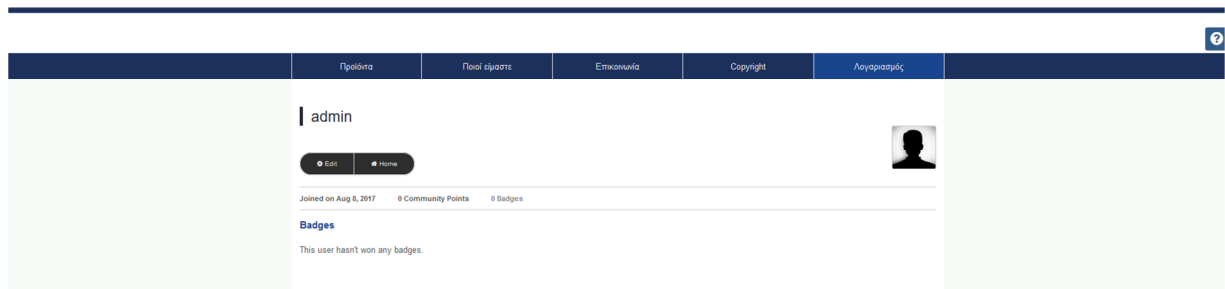 Προϊόντα Ποιοί είμαστε Επικοινωνία Copyright Λογαριασμός
admin
Edit Home
Joined on Aug 8, 2017 0 Community Points 0 Badges
Badges
This user hasn't won any badges.